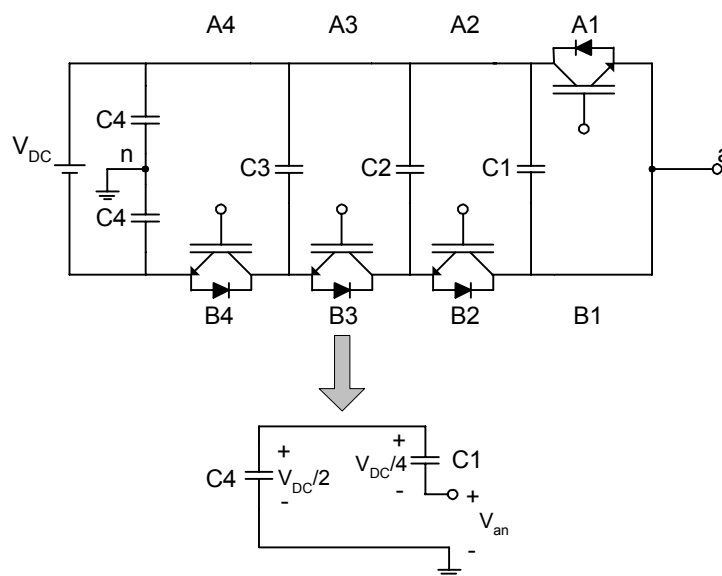 A4 A3 A2 A1
C4
V_DC n C3 C2 C1 a
C4
B4 B3 B2 B1
+ +
C4 V_DC/2 V_DC/4 C1
- - +
V_an
-